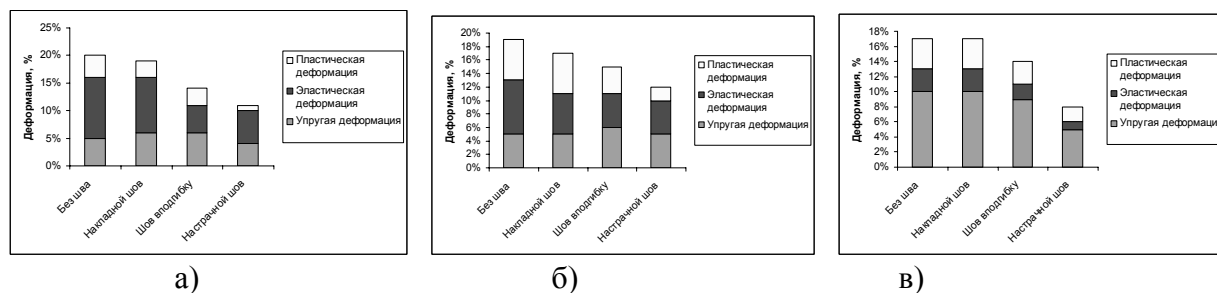 25%
20%
15%
10%
5%
0%
Деформация, %
Без шва
Накладной шов
Шов вподгибку
Настрачной шов
Пластическая
деформация
Эластическая
деформация
Упругая деформация
а)
20%
18%
16%
14%
12%
10%
8%
6%
4%
2%
0%
Деформация, %
Без шва
Накладной шов
Шов вподгибку
Настрачной шов
Пластическая
деформация
Эластическая
деформация
Упругая деформация
б)
18%
16%
14%
12%
10%
8%
6%
4%
2%
0%
Деформация, %
Без шва
Накладной шов
Шов вподгибку
Настрачной шов
Пластическая
деформация
Эластическая
деформация
Упругая деформация
в)